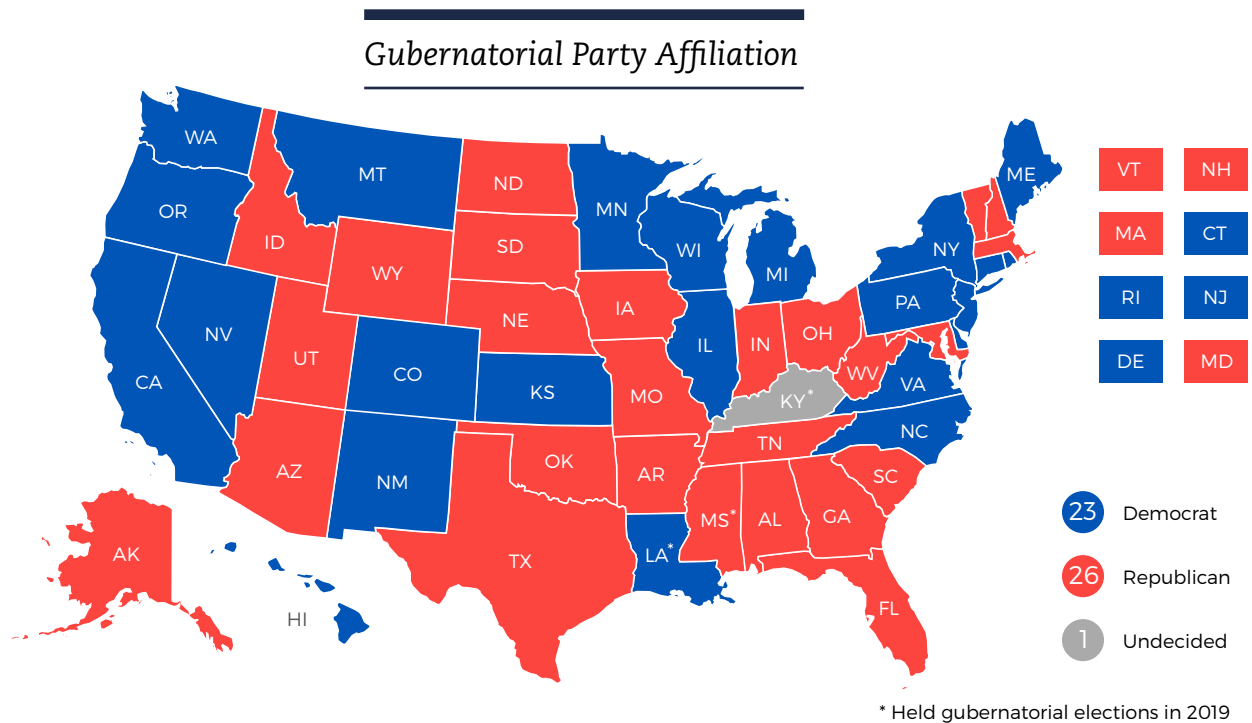 Gubernatorial Party Affiliation
WA
MT
ND
MN
ME
VT
NH
OR
ID
SD
WI
NY
MA
CT
WY
MI
PA
RI
NJ
NE
IA
NV
UT
IL
IN
OH
DE
MD
CA
CO
KS
MO
WV
VA
KY*
NC
TN
AZ
NM
OK
AR
SC
MS*
AL
GA
23 Democrat
AK
TX
LA*
26 Republican
HI
FL
1 Undecided
* Held gubernatorial elections in 2019